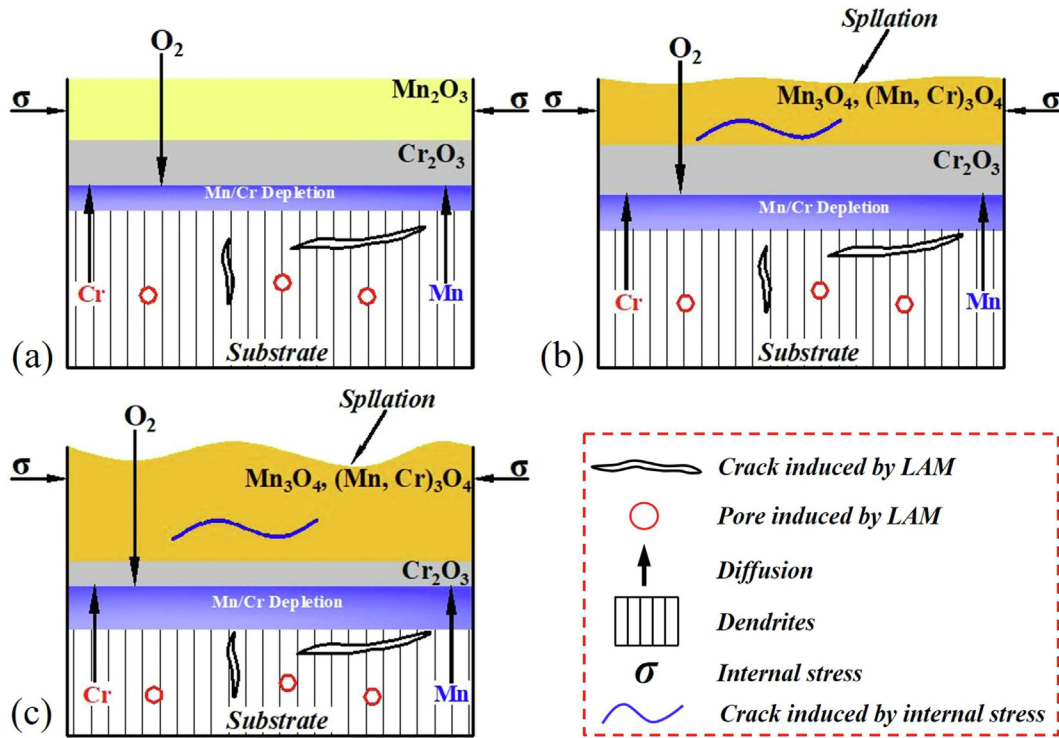 O₂
σ
σ
Mn₂O₃
Cr₂O₃
Mn/Cr Depletion
Cr
Mn
Substrate
(a)
Spllation
O₂
σ
σ
Mn₃O₄, (Mn, Cr)₃O₄
Cr₂O₃
Mn/Cr Depletion
Cr
Mn
Substrate
(b)
Spllation
O₂
σ
σ
Mn₃O₄, (Mn, Cr)₃O₄
Cr₂O₃
Mn/Cr Depletion
Cr
Mn
Substrate
(c)
Crack induced by LAM
Pore induced by LAM
Diffusion
Dendrites
σ Internal stress
Crack induced by internal stress